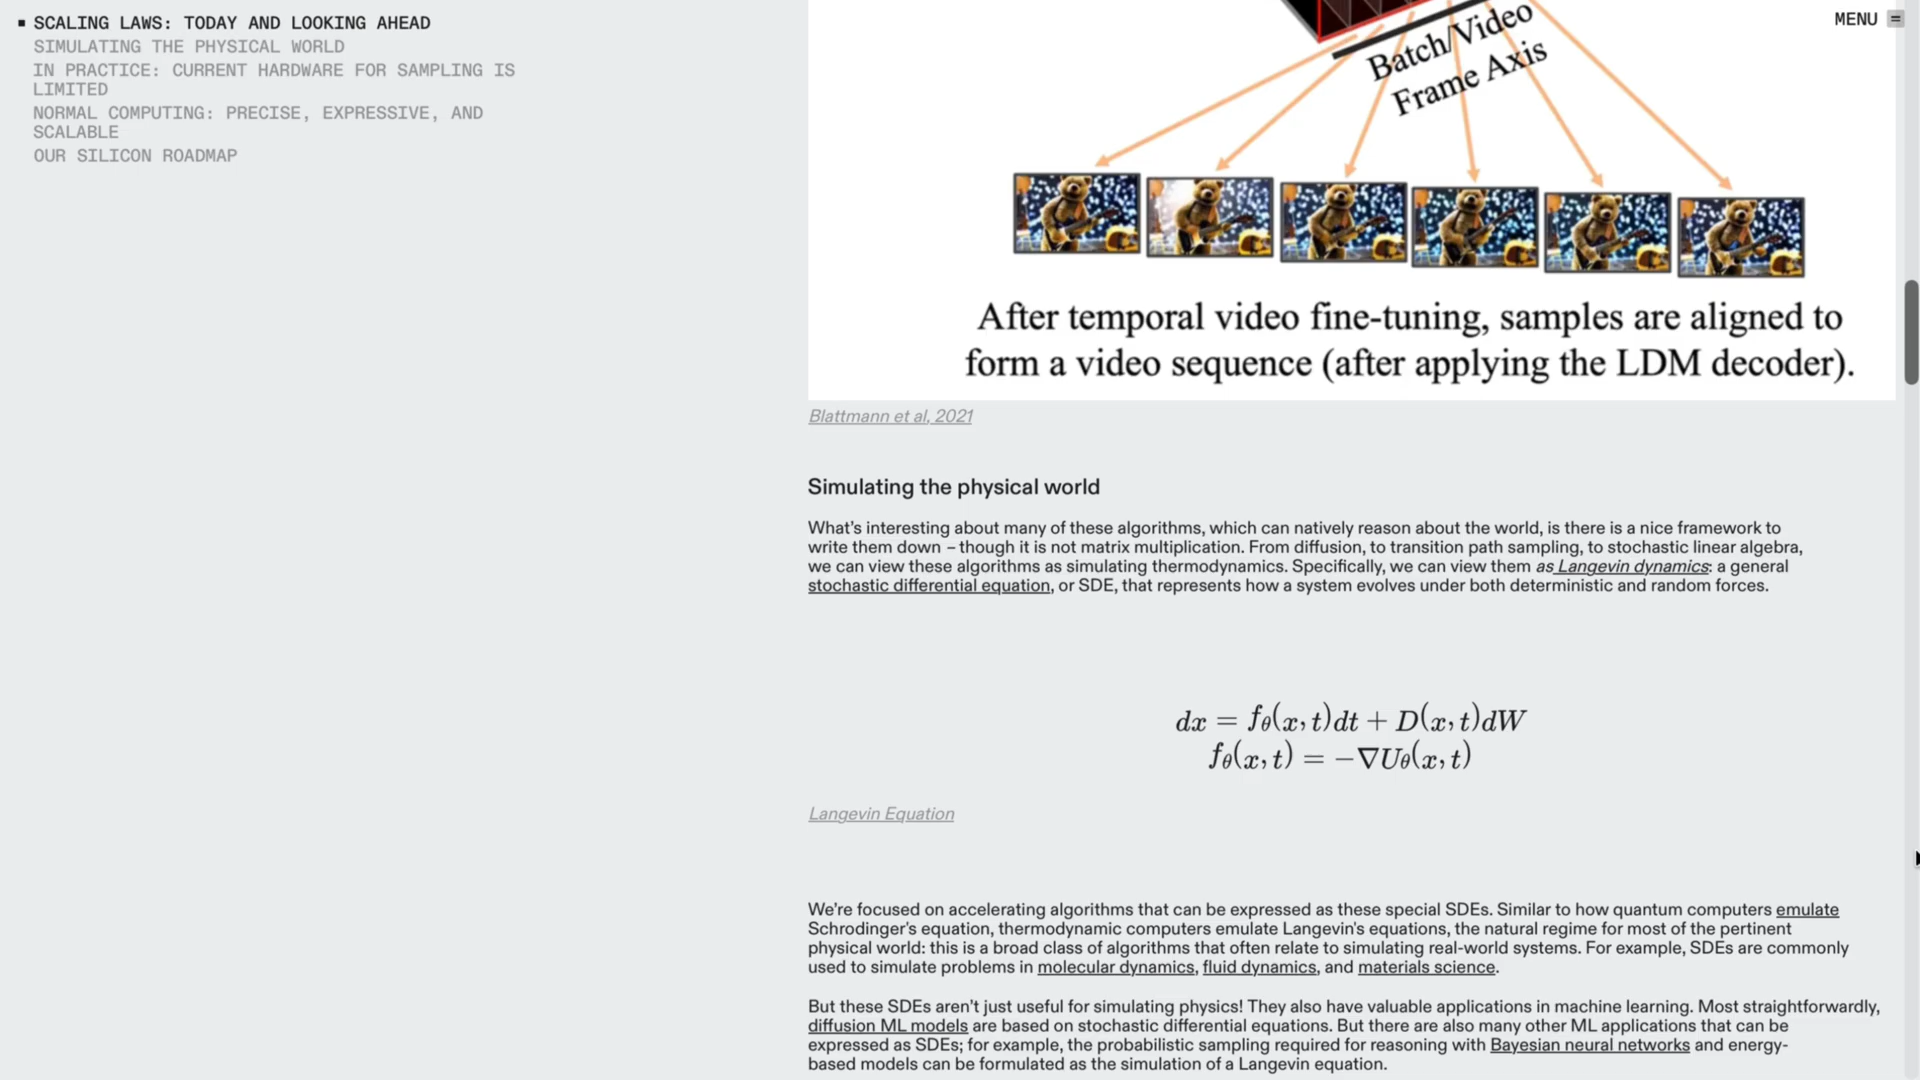 SCALING LAWS: TODAY AND LOOKING AHEAD
SIMULATING THE PHYSICAL WORLD
IN PRACTICE: CURRENT HARDWARE FOR SAMPLING IS
LIMITED
NORMAL COMPUTING: PRECISE, EXPRESSIVE, AND
SCALABLE
OUR SILICON ROADMAP
MENU
Batch/Video
Frame Axis
After temporal video fine-tuning, samples are aligned to
form a video sequence (after applying the LDM decoder).
Blattmann et al, 2021
Simulating the physical world
What's interesting about many of these algorithms, which can natively reason about the world, is there is a nice framework to
write them down – though it is not matrix multiplication. From diffusion, to transition path sampling, to stochastic linear algebra,
we can view these algorithms as simulating thermodynamics. Specifically, we can view them as Langevin dynamics: a general
stochastic differential equation, or SDE, that represents how a system evolves under both deterministic and random forces.
dx = fθ(x, t)dt + D(x, t)dW
fθ(x, t) = −∇Uθ(x, t)
Langevin Equation
We're focused on accelerating algorithms that can be expressed as these special SDEs. Similar to how quantum computers emulate
Schrodinger's equation, thermodynamic computers emulate Langevin's equations, the natural regime for most of the pertinent
physical world: this is a broad class of algorithms that often relate to simulating real-world systems. For example, SDEs are commonly
used to simulate problems in molecular dynamics, fluid dynamics, and materials science.
But these SDEs aren't just useful for simulating physics! They also have valuable applications in machine learning. Most straightforwardly,
diffusion ML models are based on stochastic differential equations. But there are also many other ML applications that can be
expressed as SDEs; for example, the probabilistic sampling required for reasoning with Bayesian neural networks and energy-
based models can be formulated as the simulation of a Langevin equation.